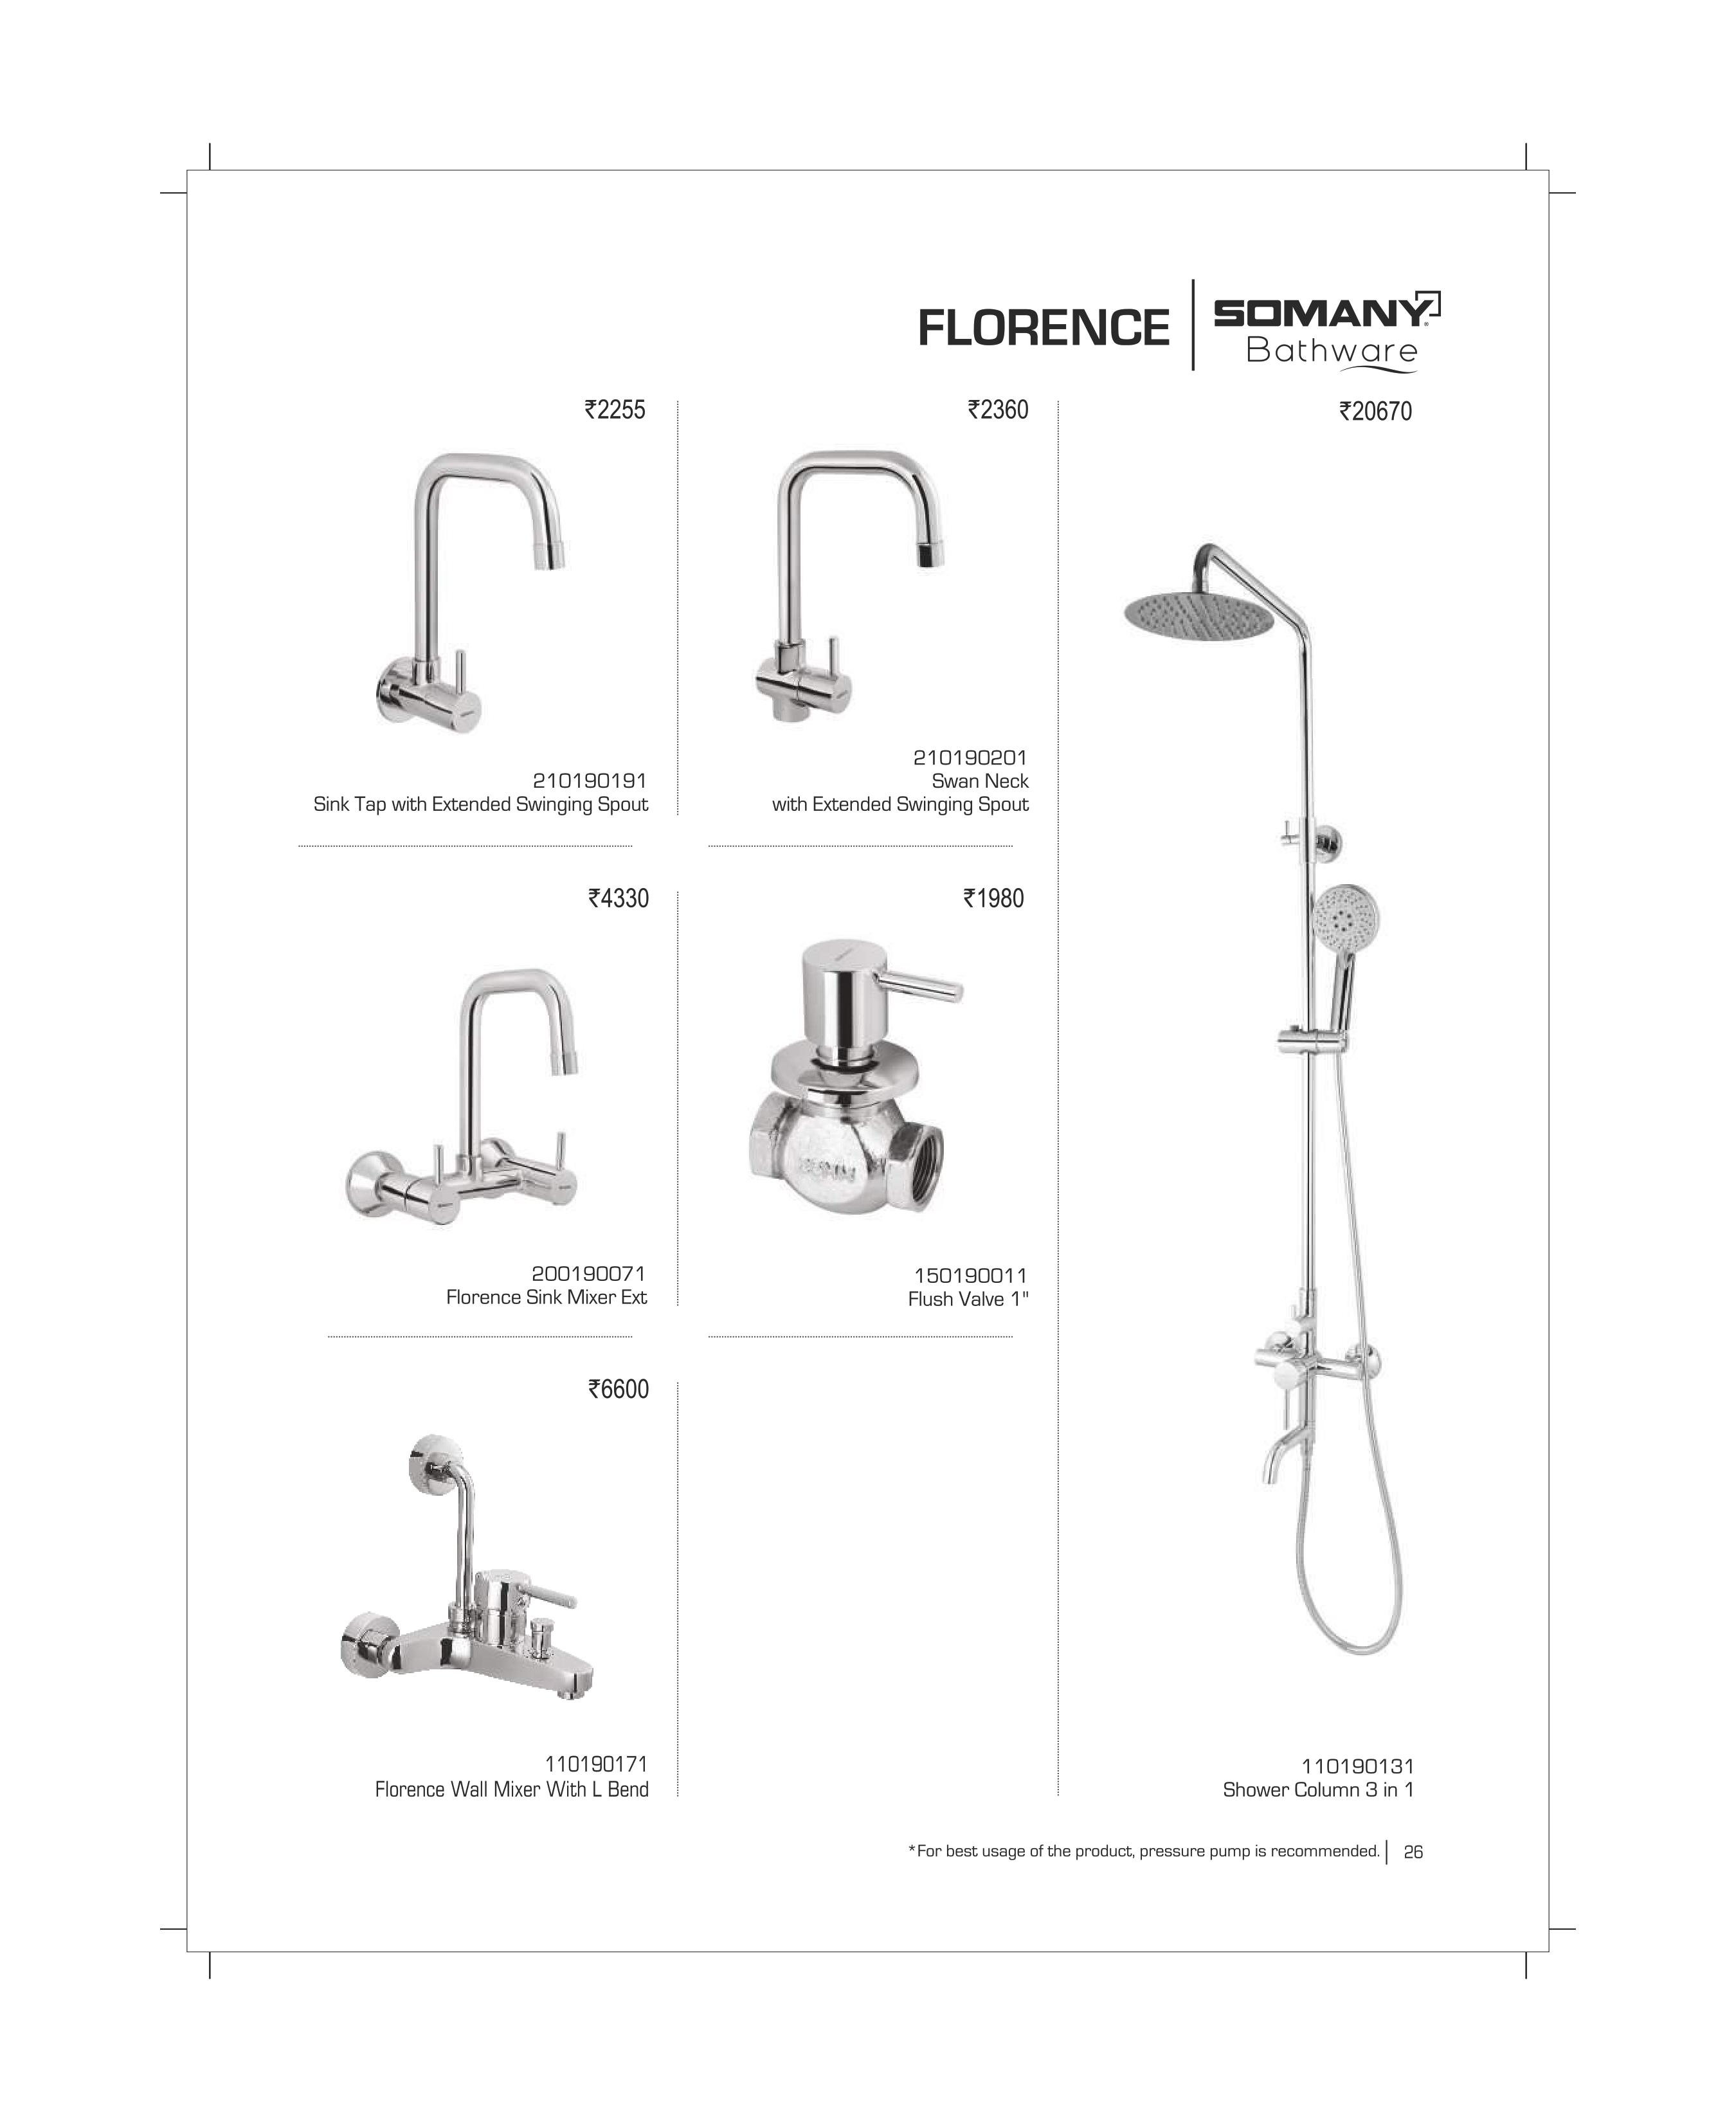 FLORENCE
SOMANY
Bathware
₹2255
210190191
Sink Tap with Extended Swinging Spout
₹2360
210190201
Swan Neck
with Extended Swinging Spout
₹20670
110190131
Shower Column 3 in 1
₹4330
200190071
Florence Sink Mixer Ext
₹1980
150190011
Flush Valve 1"
₹6600
110190171
Florence Wall Mixer With L Bend
*For best usage of the product, pressure pump is recommended.
26